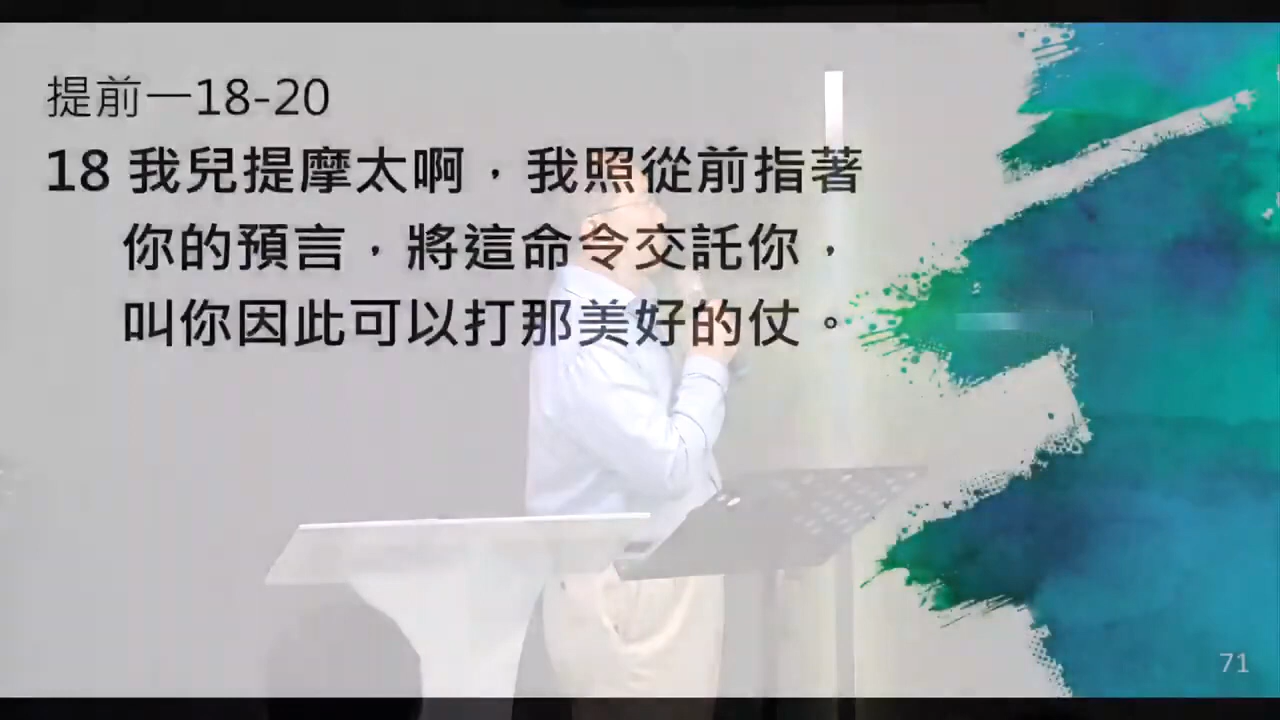 提前一18-20
18 我兒提摩太啊，我照從前指著
你的預言，將這命令交託你，
叫你因此可以打那美好的仗。
71